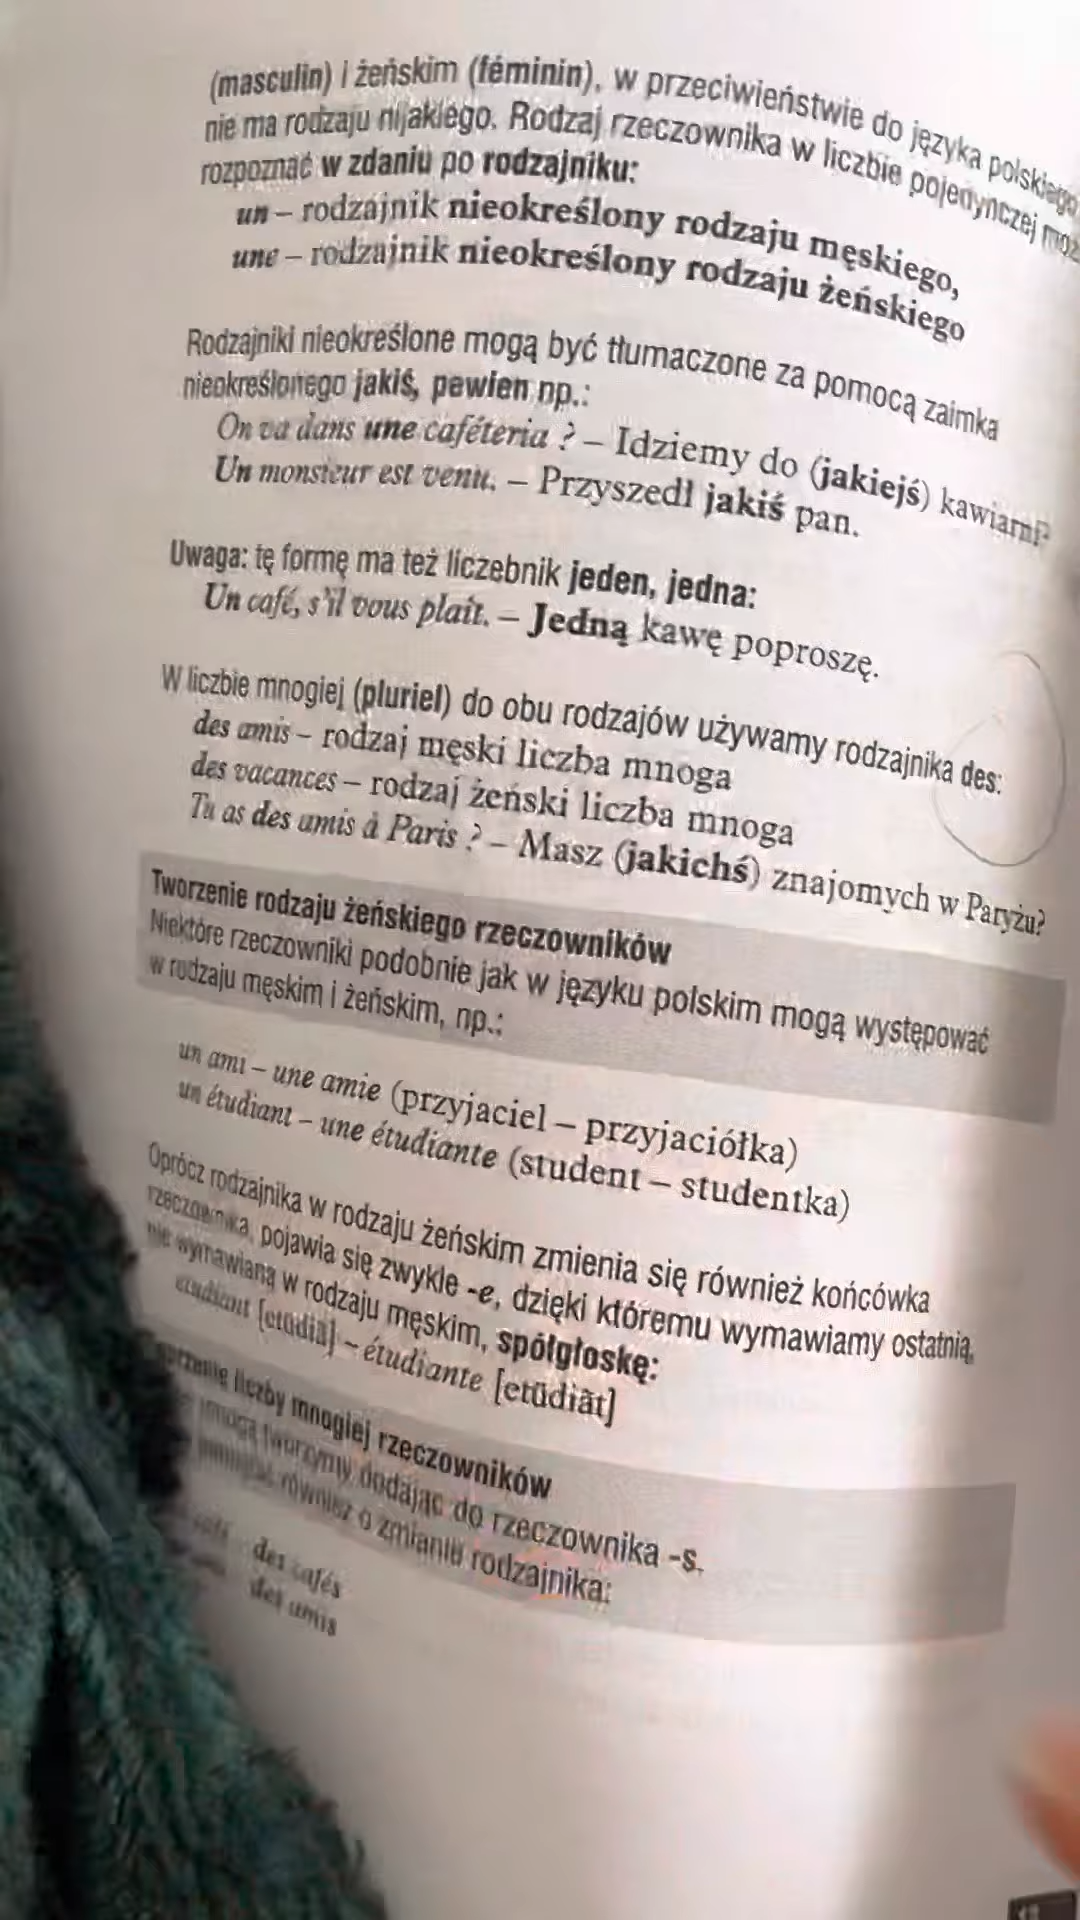 (masculin) i żeńskim (féminin), w przeciwieństwie do języka polskiego,
nie ma rodzaju nijakiego. Rodzaj rzeczownika w liczbie pojedynczej
rozpoznać w zdaniu po rodzajniku:
un – rodzajnik nieokreślony rodzaju męskiego,
une – rodzajnik nieokreślony rodzaju żeńskiego
Rodzajniki nieokreślone mogą być tłumaczone za pomocą zaimka
nieokreślonego jakiś, pewien np.:
On va dans une caféteria ? – Idziemy do (jakiejś) kawiarni?
Un monsieur est venu. – Przyszedł jakiś pan.
Uwaga: tę formę ma też liczebnik jeden, jedna:
Un café, s'il vous plaît. – Jedną kawę poproszę.
W liczbie mnogiej (pluriel) do obu rodzajów używamy rodzajnika des:
des amis – rodzaj męski liczba mnoga
des vacances – rodzaj żeński liczba mnoga
Tu as des amis à Paris ? – Masz (jakichś) znajomych w Paryżu?
Tworzenie rodzaju żeńskiego rzeczowników
Niektóre rzeczowniki podobnie jak w języku polskim mogą występować
w rodzaju męskim i żeńskim, np.:
un ami – une amie (przyjaciel – przyjaciółka)
un étudiant – une étudiante (student – studentka)
Oprócz rodzajnika w rodzaju żeńskim zmienia się również końcówka
rzeczownika, pojawia się zwykle -e, dzięki któremu wymawiamy ostatnią,
nie wymawianą w rodzaju męskim, spółgłoskę:
étudiant [etüdiã] – étudiante [etüdiãt]
liczby mnogiej rzeczowników
tworzymy dodając do rzeczownika -s.
również o zmianie rodzajnika:
des cafés
des amis